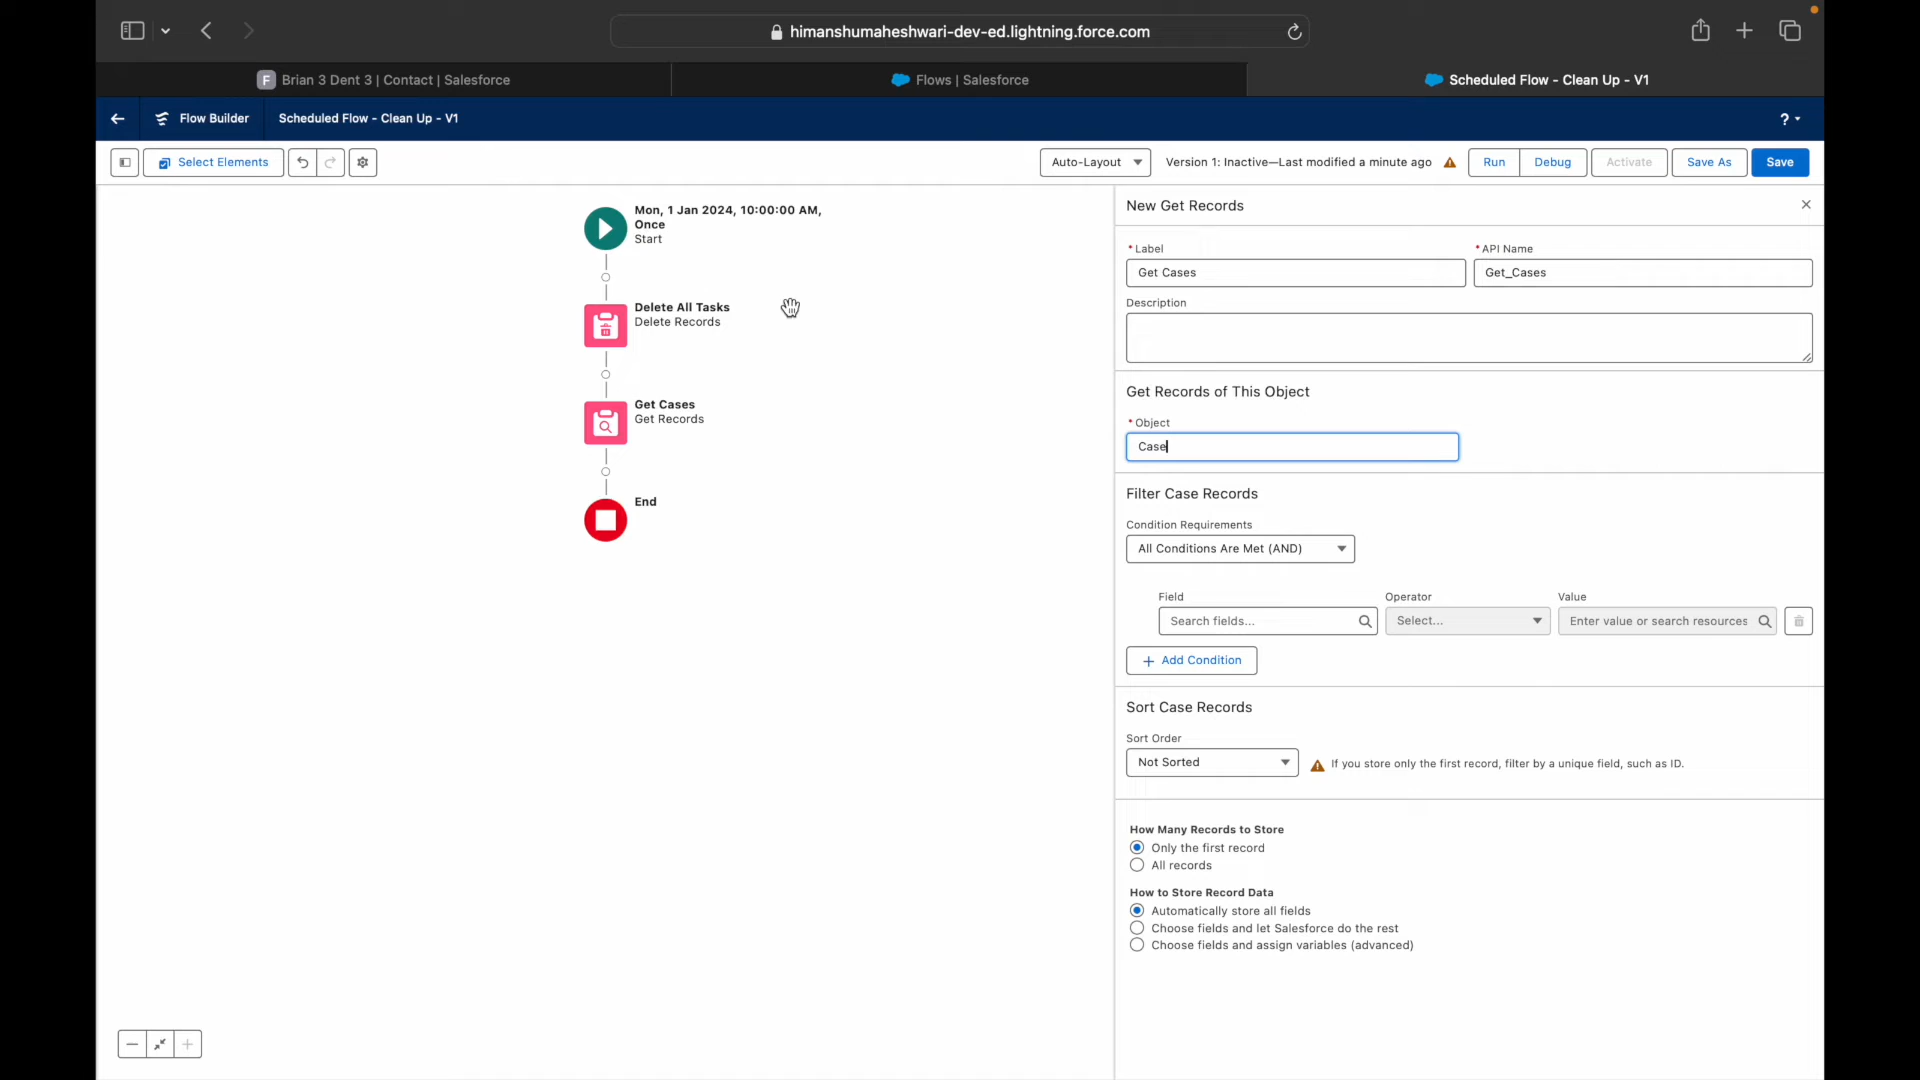 himanshumaheshwari-dev-ed.lightning.force.com
F Brian 3 Dent 3 | Contact | Salesforce
Flows | Salesforce
Scheduled Flow - Clean Up - V1
Flow Builder
Scheduled Flow - Clean Up - V1
?
Select Elements
Auto-Layout
Version 1: Inactive—Last modified a minute ago
Run
Debug
Activate
Save As
Save
Mon, 1 Jan 2024, 10:00:00 AM,
Once
Start
Delete All Tasks
Delete Records
Get Cases
Get Records
End
New Get Records
* Label
* API Name
Get Cases
Get_Cases
Description
Get Records of This Object
* Object
Case
Filter Case Records
Condition Requirements
All Conditions Are Met (AND)
Field
Operator
Value
Search fields...
Select...
Enter value or search resources
+ Add Condition
Sort Case Records
Sort Order
Not Sorted
If you store only the first record, filter by a unique field, such as ID.
How Many Records to Store
Only the first record
All records
How to Store Record Data
Automatically store all fields
Choose fields and let Salesforce do the rest
Choose fields and assign variables (advanced)